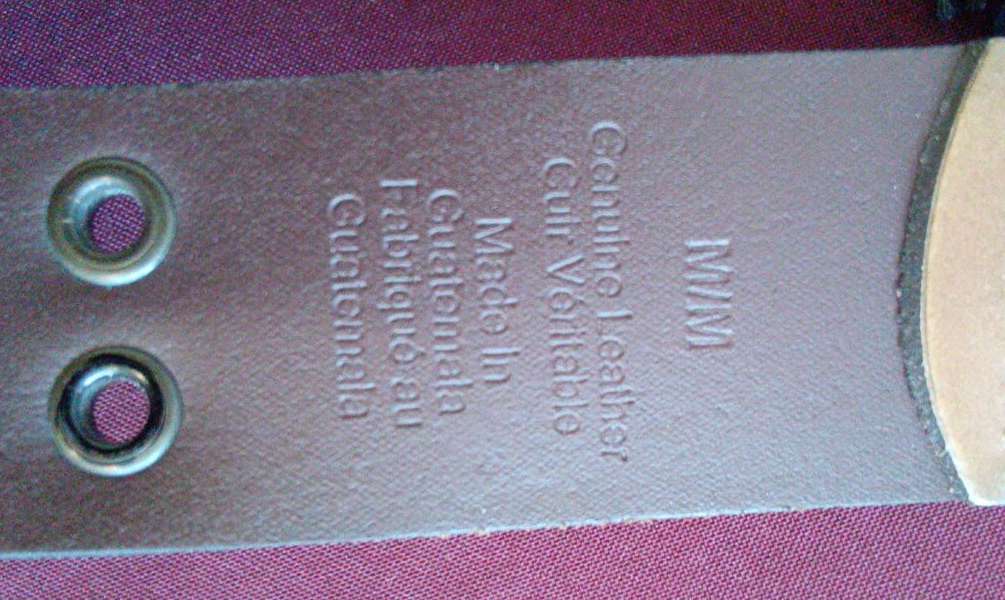 M/M
Genuine Leather
Cuir Véritable
Made In
Guatemala
Fabriqué au
Guatemala